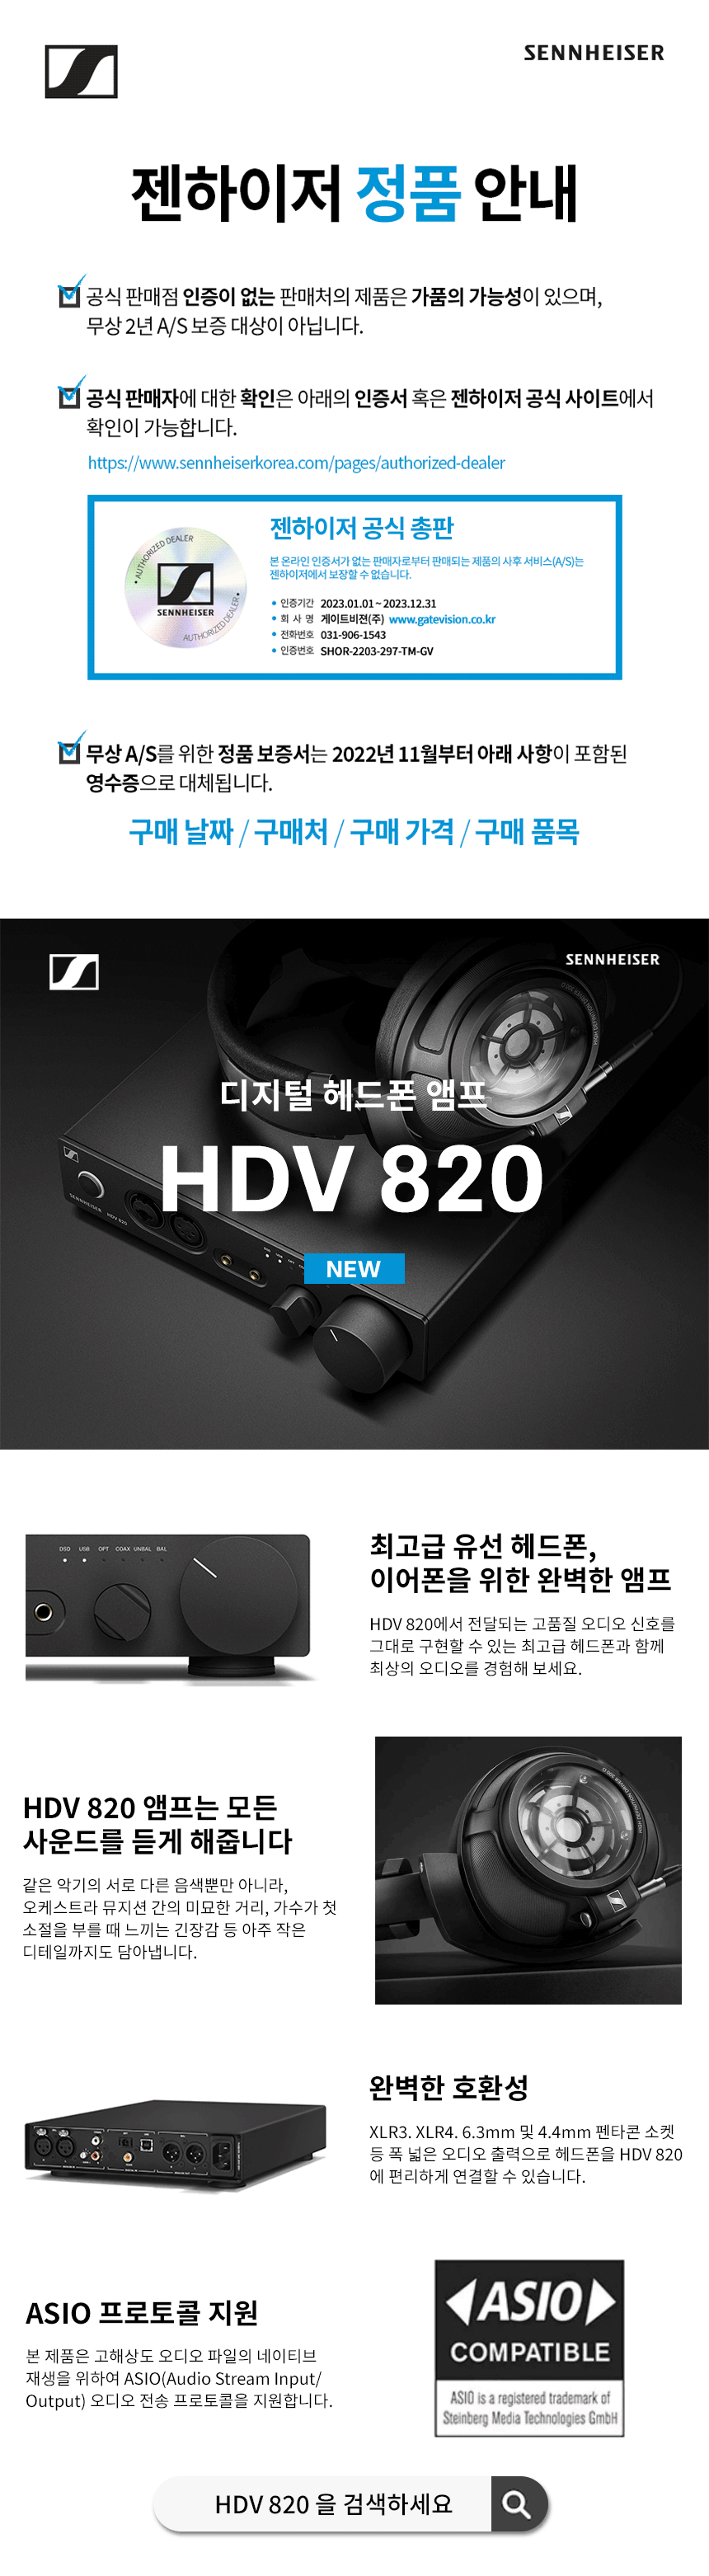 SENNHEISER
젠하이저 정품 안내
공식 판매점 인증이 없는 판매처의 제품은 가품의 가능성이 있으며,
무상 2년 A/S 보증 대상이 아닙니다.
공식 판매자에 대한 확인은 아래의 인증서 혹은 젠하이저 공식 사이트에서
확인이 가능합니다.
https://www.sennheiserkorea.com/pages/authorized-dealer
• AUTHORIZED DEALER
SENNHEISER
AUTHORIZED DEALER •
젠하이저 공식 총판
본 온라인 인증서가 없는 판매자로부터 판매되는 제품의 사후 서비스(A/S)는
젠하이저에서 보장할 수 없습니다.
• 인증기간 2023.01.01 ~ 2023.12.31
• 회 사 명 게이트비젼(주) www.gatevision.co.kr
• 전화번호 031-906-1543
• 인증번호 SHOR-2203-297-TM-GV
무상 A/S를 위한 정품 보증서는 2022년 11월부터 아래 사항이 포함된
영수증으로 대체됩니다.
구매 날짜 / 구매처 / 구매 가격 / 구매 품목
SENNHEISER
디지털 헤드폰 앰프
HDV 820
SENNHEISER HDV 820
NEW
DSD USB OPT COAX UNBAL BAL
최고급 유선 헤드폰,
이어폰을 위한 완벽한 앰프
HDV 820에서 전달되는 고품질 오디오 신호를
그대로 구현할 수 있는 최고급 헤드폰과 함께
최상의 오디오를 경험해 보세요.
HDV 820 앰프는 모든
사운드를 듣게 해줍니다
같은 악기의 서로 다른 음색뿐만 아니라,
오케스트라 뮤지션 간의 미묘한 거리, 가수가 첫
소절을 부를 때 느끼는 긴장감 등 아주 작은
디테일까지도 담아냅니다.
완벽한 호환성
XLR3. XLR4. 6.3mm 및 4.4mm 펜타콘 소켓
등 폭 넓은 오디오 출력으로 헤드폰을 HDV 820
에 편리하게 연결할 수 있습니다.
ASIO 프로토콜 지원
본 제품은 고해상도 오디오 파일의 네이티브
재생을 위하여 ASIO(Audio Stream Input/
Output) 오디오 전송 프로토콜을 지원합니다.
ASIO
COMPATIBLE
ASIO is a registered trademark of
Steinberg Media Technologies GmbH
HDV 820 을 검색하세요